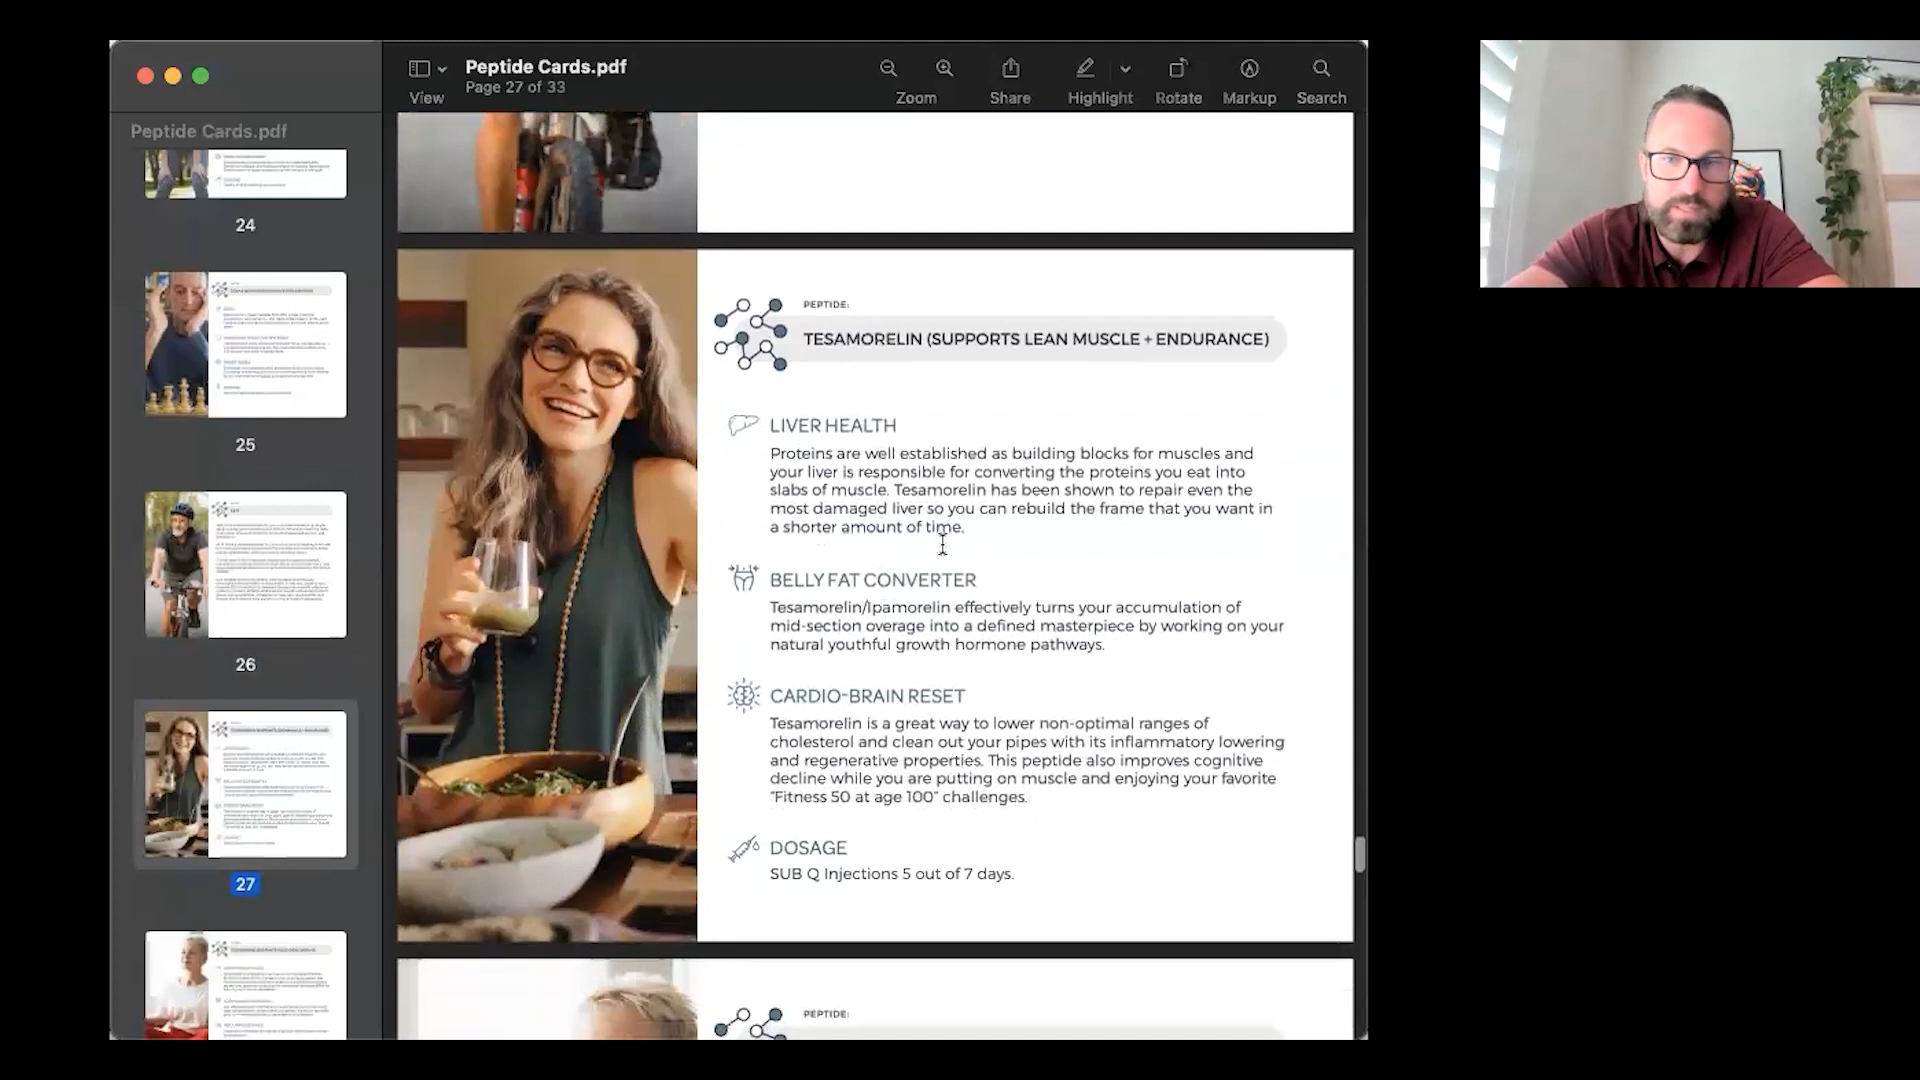 Peptide Cards.pdf
Page 27 of 33
View
Zoom
Share
Highlight
Rotate
Markup
Search
Peptide Cards.pdf
24
25
26
27
PEPTIDE:
TESAMORELIN (SUPPORTS LEAN MUSCLE + ENDURANCE)
LIVER HEALTH
Proteins are well established as building blocks for muscles and
your liver is responsible for converting the proteins you eat into
slabs of muscle. Tesamorelin has been shown to repair even the
most damaged liver so you can rebuild the frame that you want in
a shorter amount of time.
BELLY FAT CONVERTER
Tesamorelin/Ipamorelin effectively turns your accumulation of
mid-section overage into a defined masterpiece by working on your
natural youthful growth hormone pathways.
CARDIO-BRAIN RESET
Tesamorelin is a great way to lower non-optimal ranges of
cholesterol and clean out your pipes with its inflammatory lowering
and regenerative properties. This peptide also improves cognitive
decline while you are putting on muscle and enjoying your favorite
"Fitness 50 at age 100" challenges.
DOSAGE
SUB Q Injections 5 out of 7 days.
PEPTIDE: